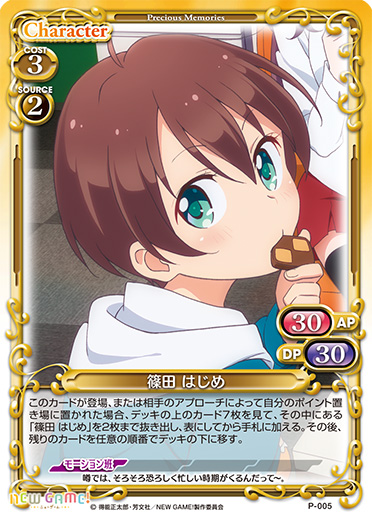 Precious Memories
Character
COST
3
SOURCE
2
30 AP
DP 30
篠田 はじめ
このカードが登場、または相手のアプローチによって自分のポイント置
き場に置かれた場合、デッキの上のカード7枚を見て、その中にある
「篠田 はじめ」を2枚まで抜き出し、表にしてから手札に加える。その後、
残りのカードを任意の順番でデッキの下に移す。
モーション班
噂では、そろそろ恐ろしく忙しい時期がくるんだって~。
NEW GAME!
© 得能正太郎・芳文社/NEW GAME!製作委員会
P-005